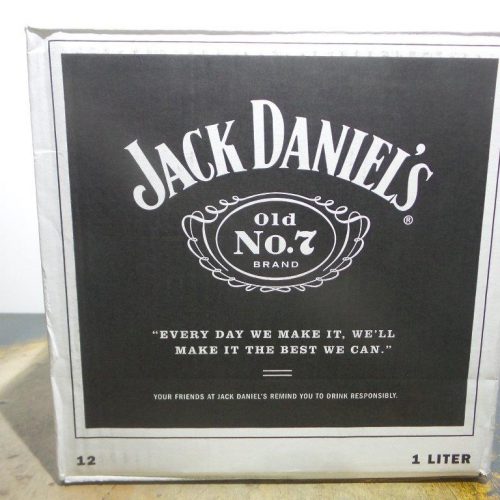 JACK DANIEL'S
®
Old
No.7
BRAND
"EVERY DAY WE MAKE IT, WE'LL
MAKE IT THE BEST WE CAN."
YOUR FRIENDS AT JACK DANIEL'S REMIND YOU TO DRINK RESPONSIBLY.
12 1 LITER